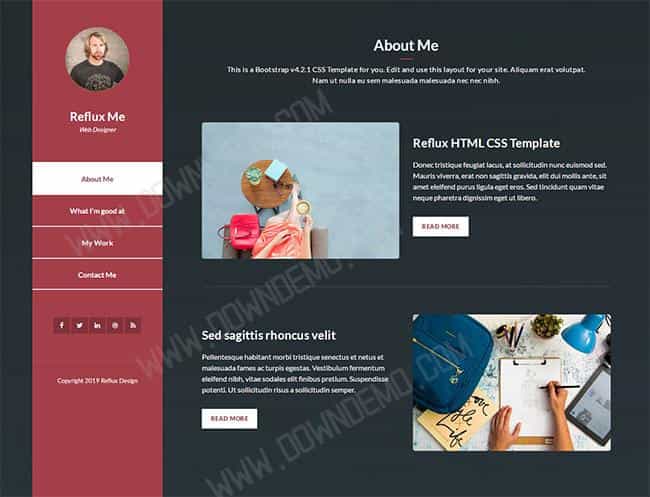 Reflux Me
Web Designer
About Me
What I'm good at
My Work
Contact Me
Copyright 2019 Reflux Design
About Me
This is a Bootstrap v4.2.1 CSS Template for you. Edit and use this layout for your site. Aliquam erat volutpat.
Nam ut nulla eu sem malesuada malesuada nec nec nibh.
Reflux HTML CSS Template
Donec tristique feugiat lacus, at sollicitudin nunc euismod sed.
Mauris viverra, erat non sagittis gravida, elit dui mollis ante, sit
amet eleifend purus ligula eget eros. Sed tincidunt quam vitae
neque pharetra dignissim eget ut libero.
READ MORE
Sed sagittis rhoncus velit
Pellentesque habitant morbi tristique senectus et netus et
malesuada fames ac turpis egestas. Vestibulum fermentum
eleifend nibh, vitae sodales elit finibus pretium. Suspendisse
potenti. Ut sollicitudin risus a sollicitudin semper.
READ MORE
WWW.DOWNDEMO.COM
WWW.DOWNDEMO.COM
WWW.DOWNDEMO.COM